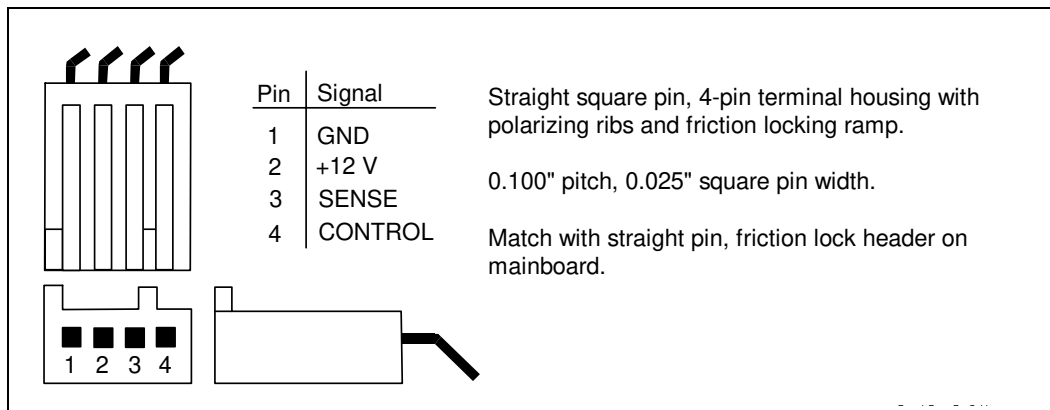 Pin Signal
1 GND
2 +12 V
3 SENSE
4 CONTROL
Straight square pin, 4-pin terminal housing with
polarizing ribs and friction locking ramp.
0.100" pitch, 0.025" square pin width.
Match with straight pin, friction lock header on
mainboard.
1 2 3 4